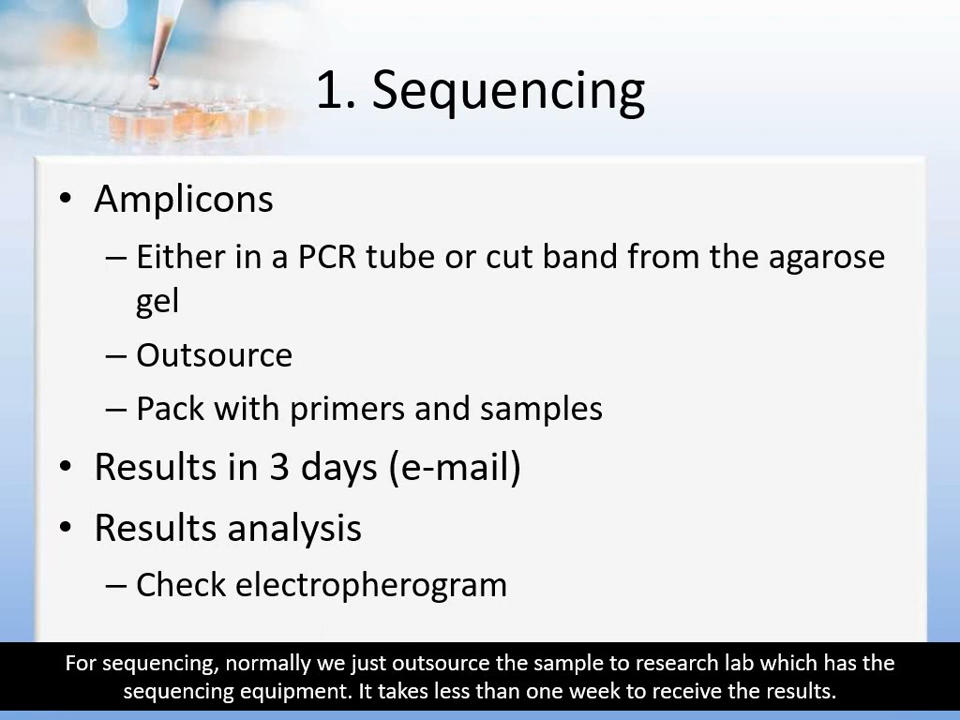 1. Sequencing
• Amplicons
– Either in a PCR tube or cut band from the agarose
gel
– Outsource
– Pack with primers and samples
• Results in 3 days (e-mail)
• Results analysis
– Check electropherogram
For sequencing, normally we just outsource the sample to research lab which has the
sequencing equipment. It takes less than one week to receive the results.